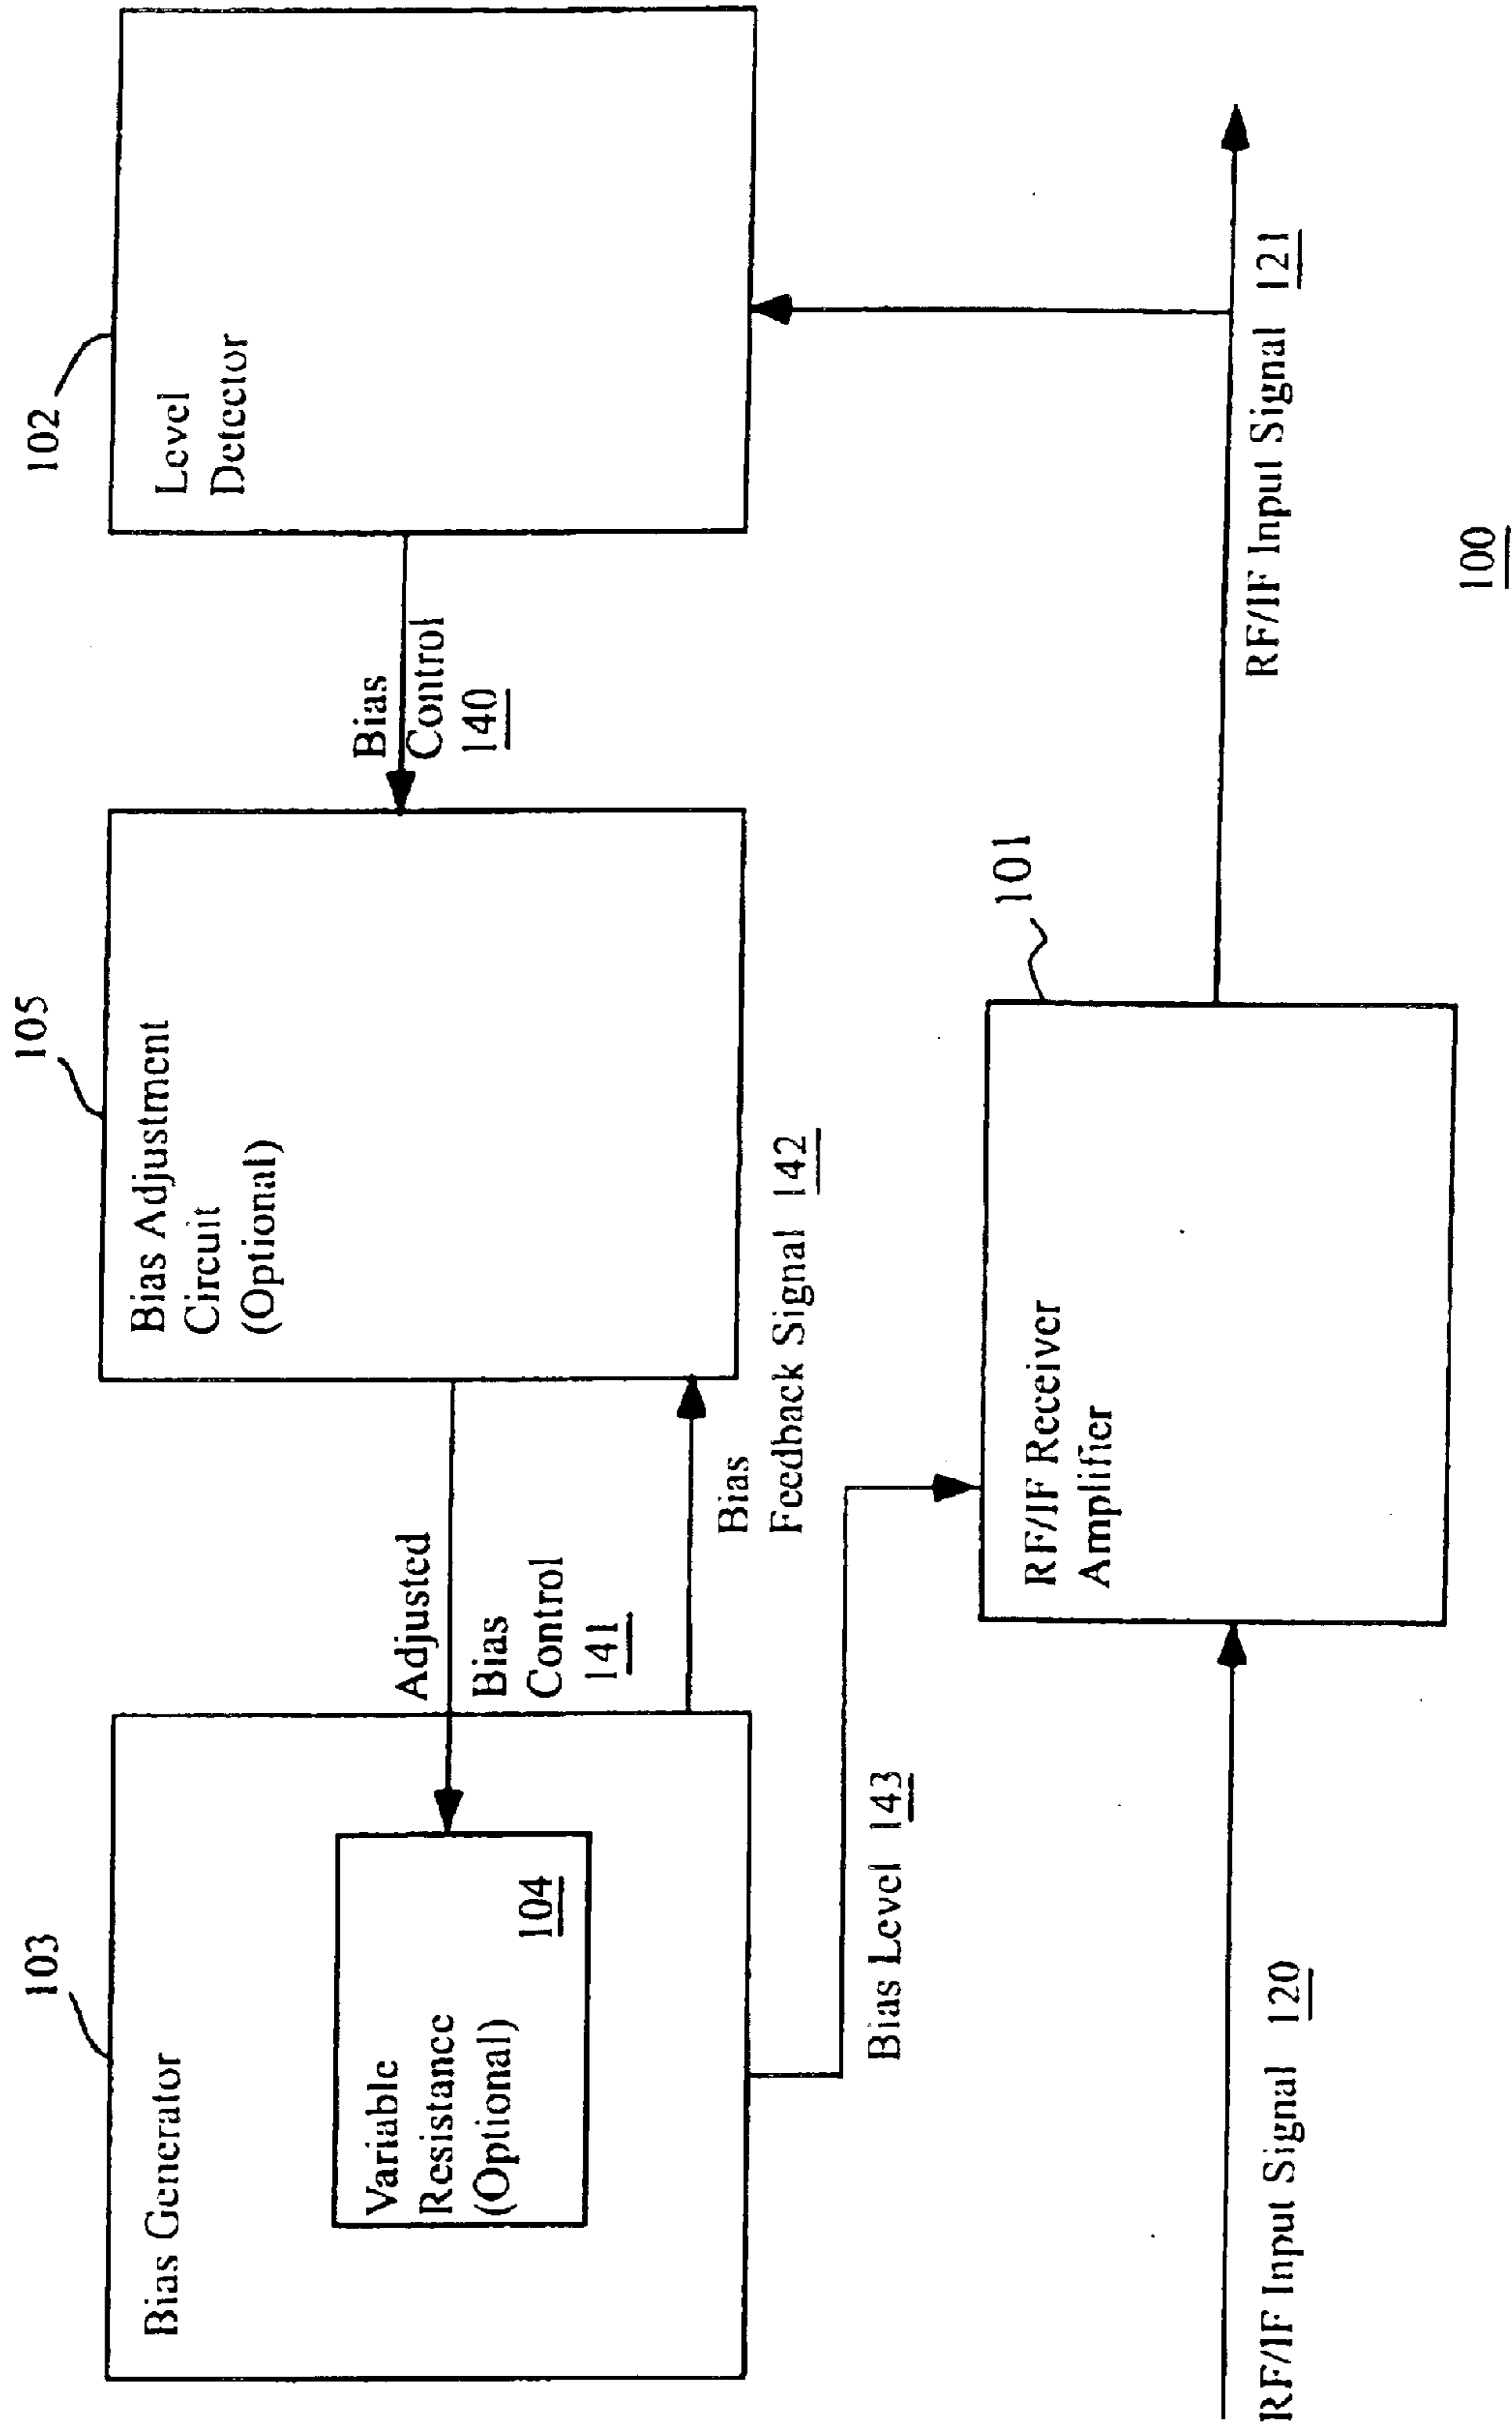 103
Bias Generator
Variable
Resistance
(Optional)
104
Adjusted
Bias
Control
141
105
Bias Adjustment
Circuit
(Optional)
Bias
Feedback Signal 142
Bias
Control
140
102
Level
Detector
Bias Level 143
101
RF/IF Receiver
Amplifier
RF/IF Input Signal 120
RF/IF Input Signal 121
100